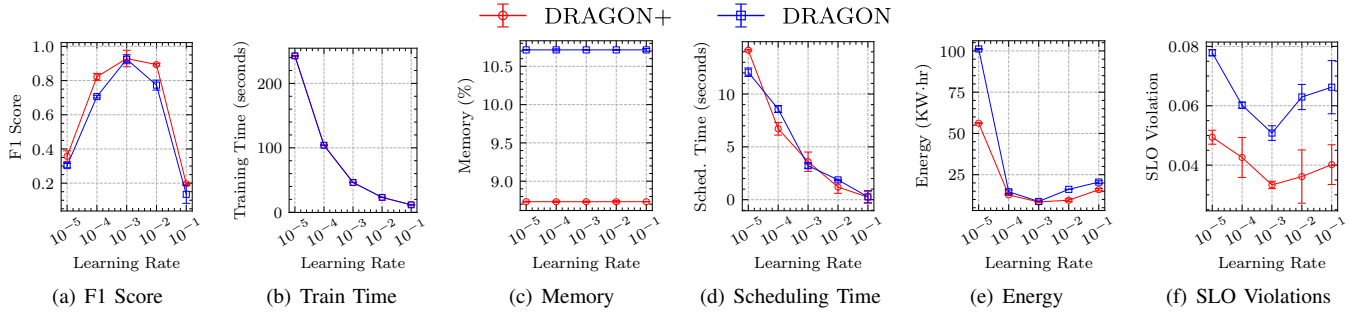 DRAGON+ DRAGON
F1 Score
1.0
0.8
0.6
0.4
0.2
10⁻⁵ 10⁻⁴ 10⁻³ 10⁻² 10⁻¹
Learning Rate
(a) F1 Score
Training Time (seconds)
200
100
0
10⁻⁵ 10⁻⁴ 10⁻³ 10⁻² 10⁻¹
Learning Rate
(b) Train Time
Memory (%)
10.5
10.0
9.5
9.0
10⁻⁵ 10⁻⁴ 10⁻³ 10⁻² 10⁻¹
Learning Rate
(c) Memory
Sched. Time (seconds)
10
5
0
10⁻⁵ 10⁻⁴ 10⁻³ 10⁻² 10⁻¹
Learning Rate
(d) Scheduling Time
Energy (KW·hr)
100
75
50
25
10⁻⁵ 10⁻⁴ 10⁻³ 10⁻² 10⁻¹
Learning Rate
(e) Energy
SLO Violation
0.08
0.06
0.04
10⁻⁵ 10⁻⁴ 10⁻³ 10⁻² 10⁻¹
Learning Rate
(f) SLO Violations